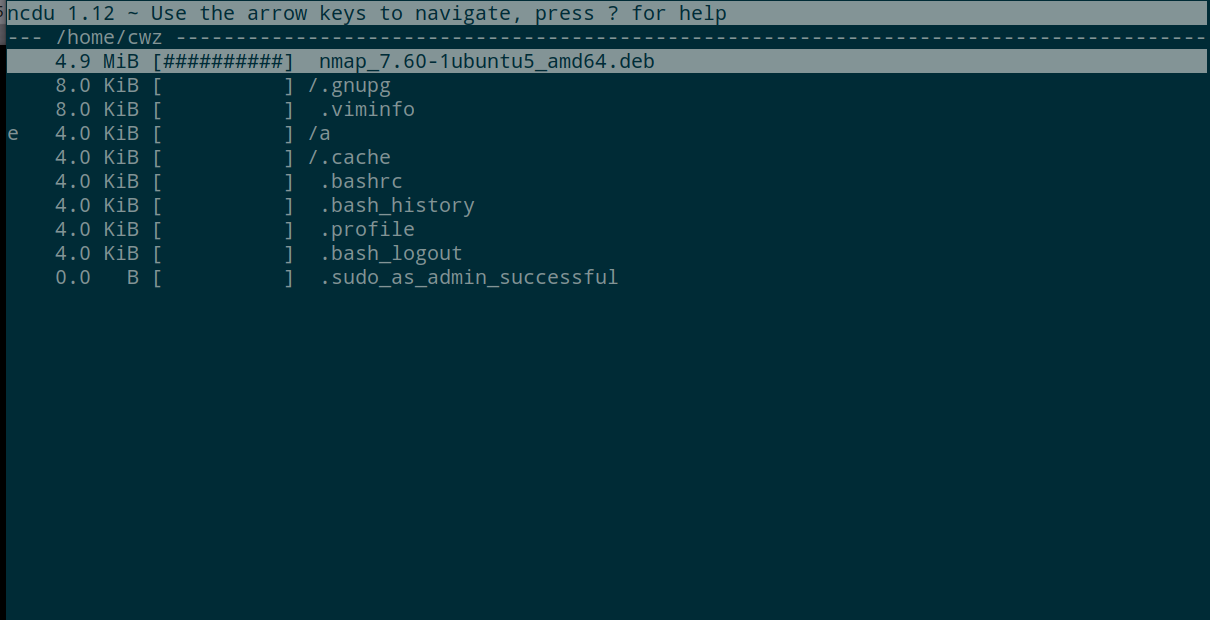 ncdu 1.12 ~ Use the arrow keys to navigate, press ? for help
--- /home/cwz --------------------------------------------------------------------------------------
    4.9 MiB [##########]  nmap_7.60-1ubuntu5_amd64.deb
    8.0 KiB [          ] /.gnupg
    8.0 KiB [          ]  .viminfo
e   4.0 KiB [          ] /a
    4.0 KiB [          ] /.cache
    4.0 KiB [          ]  .bashrc
    4.0 KiB [          ]  .bash_history
    4.0 KiB [          ]  .profile
    4.0 KiB [          ]  .bash_logout
    0.0   B [          ]  .sudo_as_admin_successful